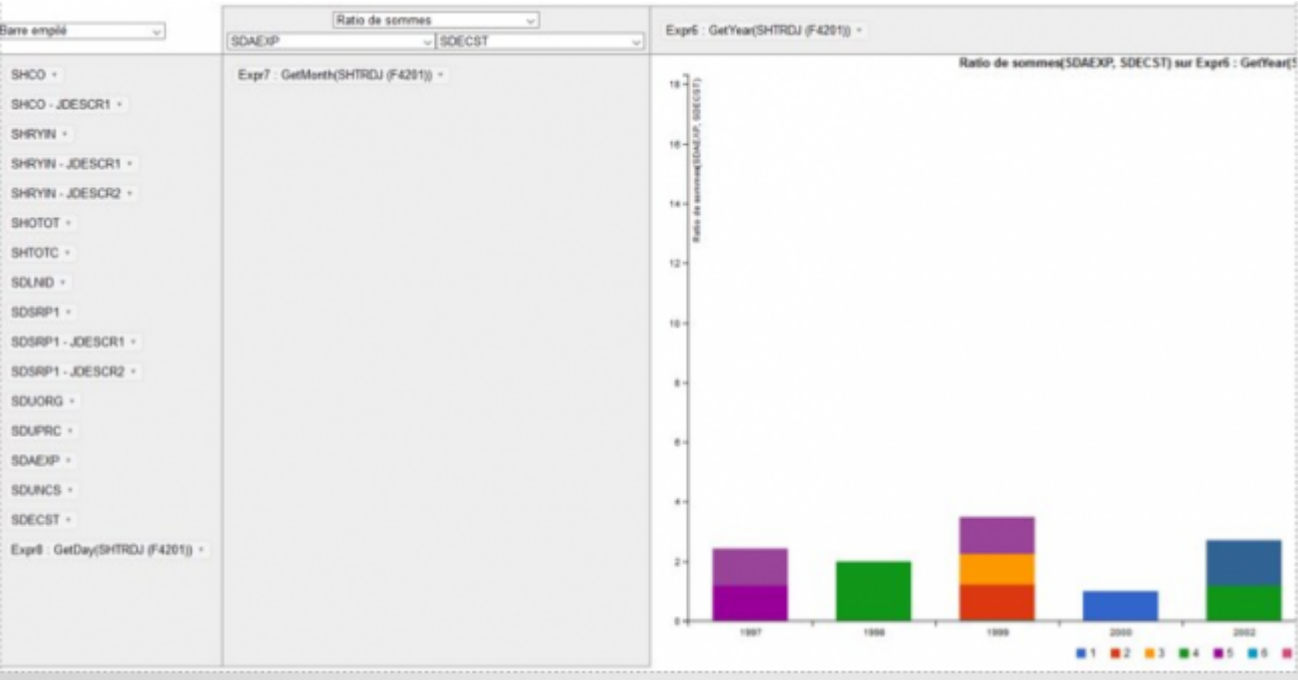 Barre empilé
Ratio de sommes
SDAEXP
SDECST
Expr6 : GetYear(SHTRDJ (F4201))
SHCO
SHCO - JDESCR1
SHRYIN
SHRYIN - JDESCR1
SHRYIN - JDESCR2
SHOTOT
SHTOTC
SDLNID
SDSRP1
SDSRP1 - JDESCR1
SDSRP1 - JDESCR2
SDUORG
SDUPRC
SDAEXP
SDUNCS
SDECST
Expr8 : GetDay(SHTRDJ (F4201))
Expr7 : GetMonth(SHTRDJ (F4201))
Ratio de sommes(SDAEXP, SDECST) sur Expr6 : GetYear(S
Ratio de sommes(SDAEXP, SDECST)
18
16
14
12
10
8
6
4
2
0
1997 1998 1999 2000 2002
1 2 3 4 5 6